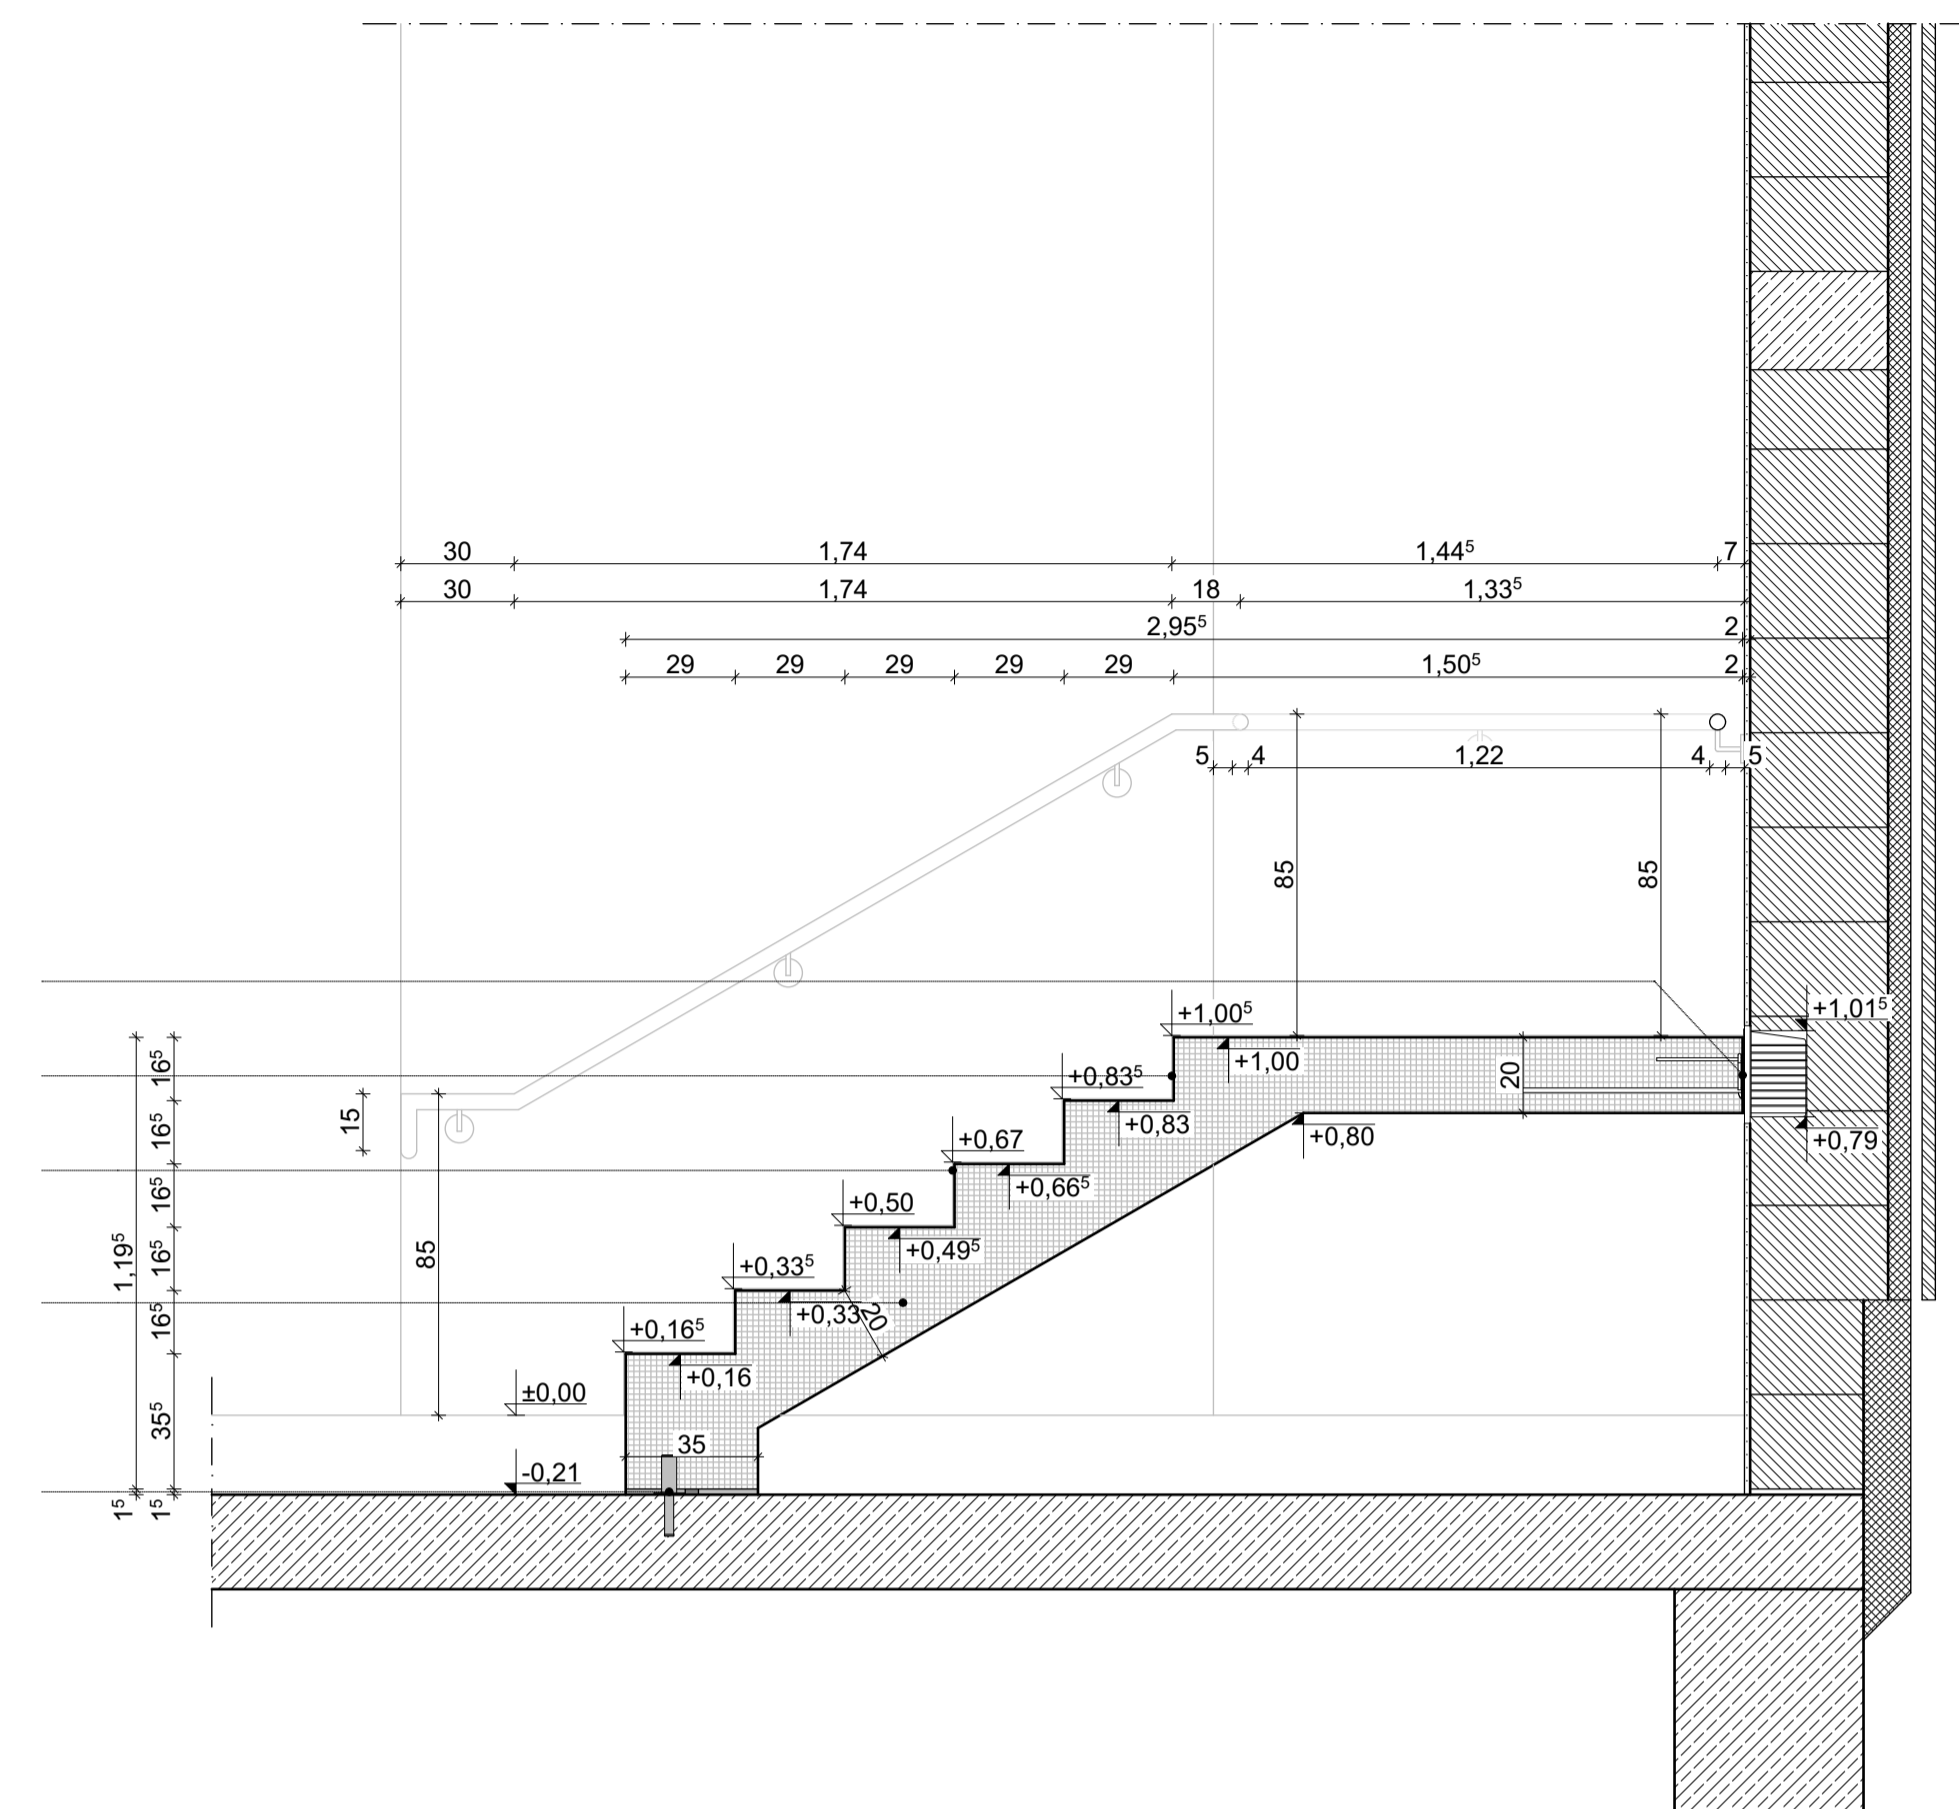 30 1,74 1,44⁵ 7
30 1,74 18 1,33⁵
2,95⁵ 2
29 29 29 29 29 1,50⁵ 2
5 4 1,22 4 5
85 85
+1,00⁵ +1,01⁵
+1,00
16⁵ +0,83⁵ 20
15 16⁵ +0,83 +0,80 +0,79
+0,67
+0,66⁵
16⁵ +0,50
1,19⁵ 16⁵ 85 +0,49⁵
+0,33⁵
16⁵ +0,33 20
+0,16⁵
+0,16
35⁵ ±0,00
35
-0,21
1⁵ 1⁵